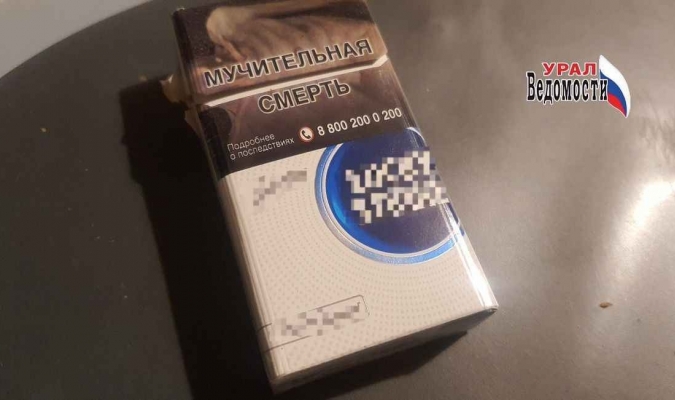 МУЧИТЕЛЬНАЯ
СМЕРТЬ
Подробнее
о последствиях 8 800 200 0 200
УРАЛ
Ведомости